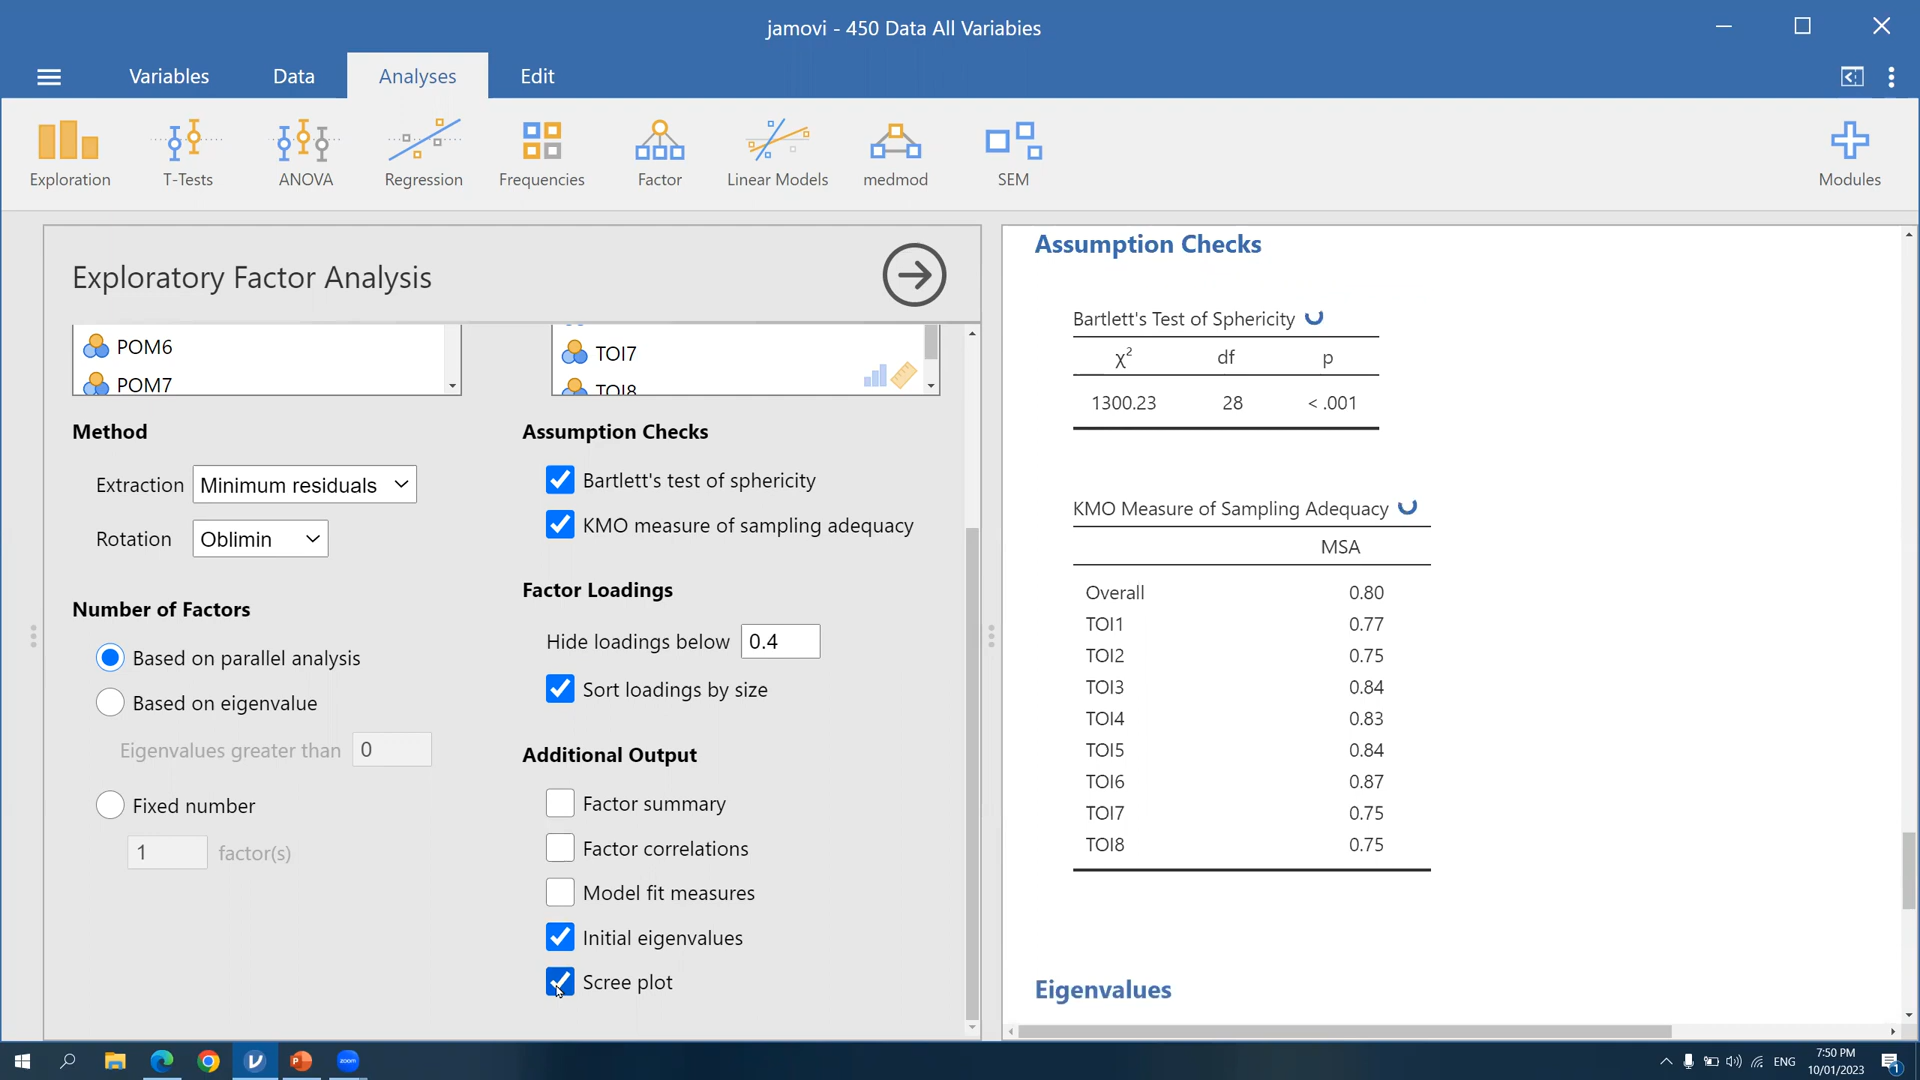 jamovi - 450 Data All Variables
Variables Data Analyses Edit
Exploration T-Tests ANOVA Regression Frequencies Factor Linear Models medmod SEM Modules
Exploratory Factor Analysis
POM6
POM7
TOI7
TOI8
Method
Extraction Minimum residuals
Rotation Oblimin
Number of Factors
Based on parallel analysis
Based on eigenvalue
Eigenvalues greater than 0
Fixed number
1 factor(s)
Assumption Checks
Bartlett's test of sphericity
KMO measure of sampling adequacy
Factor Loadings
Hide loadings below 0.4
Sort loadings by size
Additional Output
Factor summary
Factor correlations
Model fit measures
Initial eigenvalues
Scree plot
Assumption Checks
Bartlett's Test of Sphericity
χ² df p
1300.23 28 < .001
KMO Measure of Sampling Adequacy
MSA
Overall 0.80
TOI1 0.77
TOI2 0.75
TOI3 0.84
TOI4 0.83
TOI5 0.84
TOI6 0.87
TOI7 0.75
TOI8 0.75
Eigenvalues
zoom
ENG
7:50 PM
10/01/2023
1